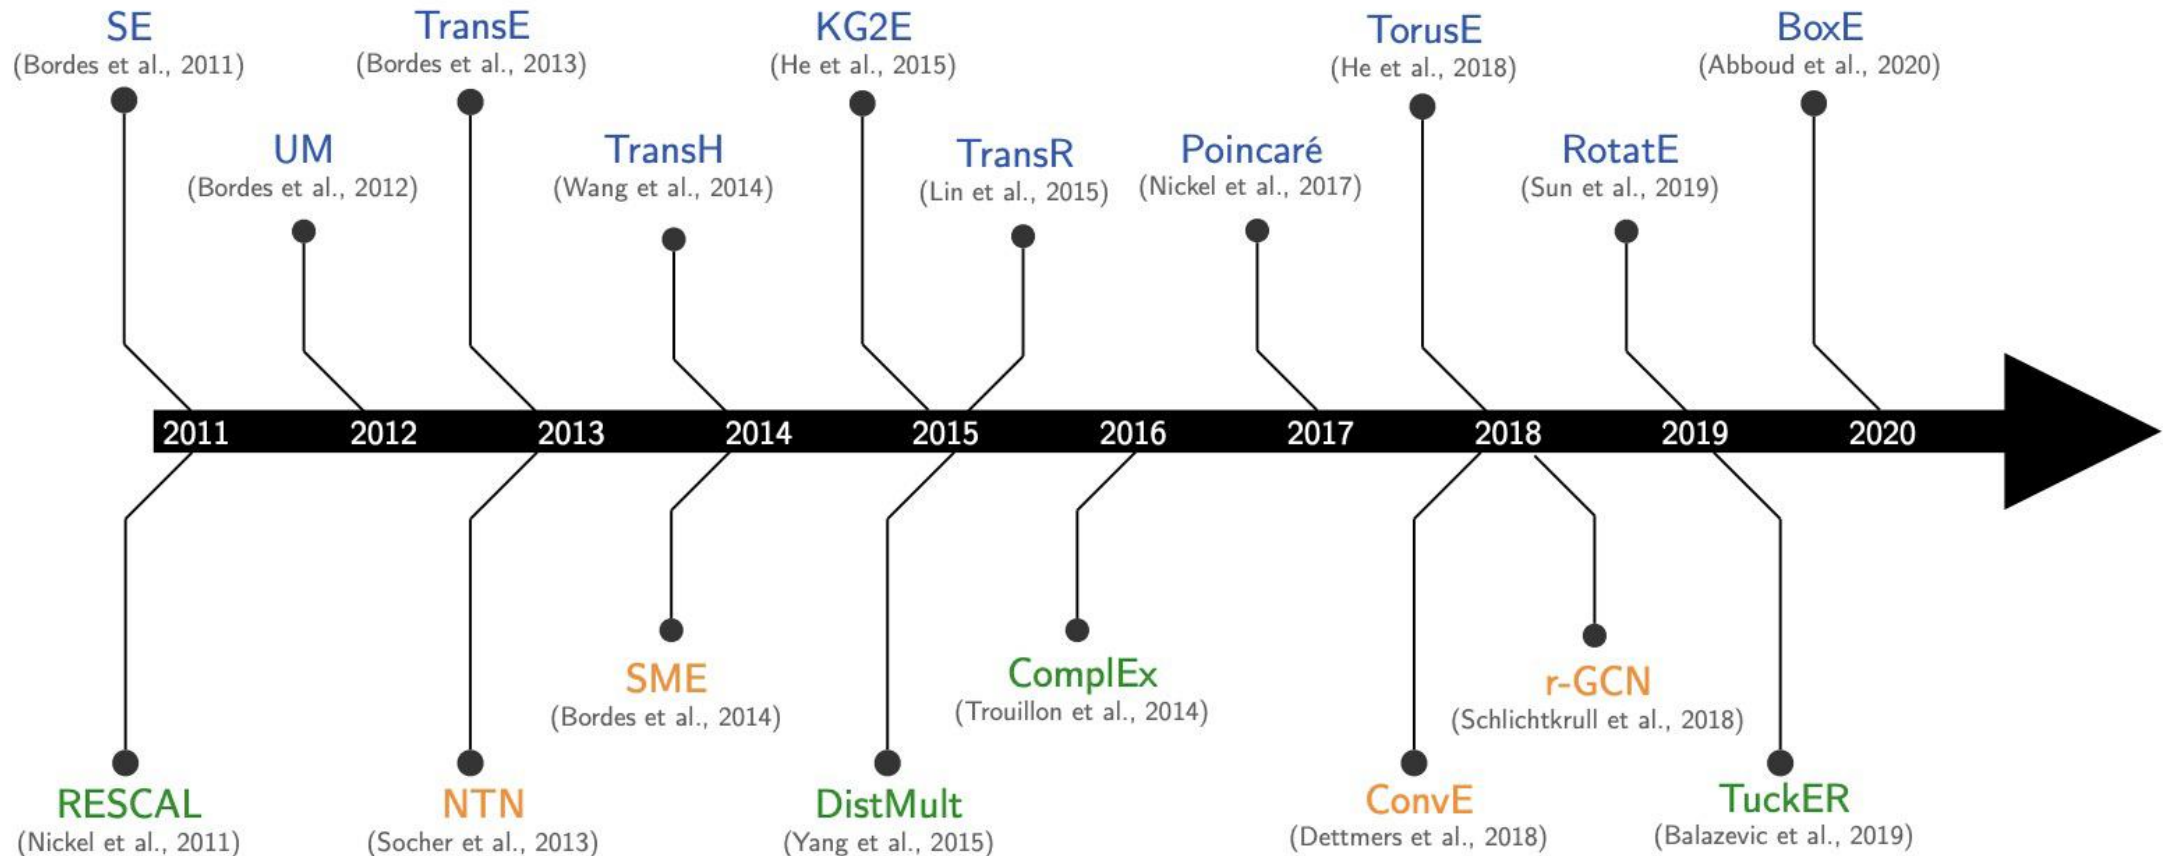 SE
(Bordes et al., 2011)
TransE
(Bordes et al., 2013)
KG2E
(He et al., 2015)
TorusE
(He et al., 2018)
BoxE
(Abboud et al., 2020)
UM
(Bordes et al., 2012)
TransH
(Wang et al., 2014)
TransR
(Lin et al., 2015)
Poincaré
(Nickel et al., 2017)
RotatE
(Sun et al., 2019)
2011 2012 2013 2014 2015 2016 2017 2018 2019 2020
SME
(Bordes et al., 2014)
ComplEx
(Trouillon et al., 2014)
r-GCN
(Schlichtkrull et al., 2018)
RESCAL
(Nickel et al., 2011)
NTN
(Socher et al., 2013)
DistMult
(Yang et al., 2015)
ConvE
(Dettmers et al., 2018)
TuckER
(Balazevic et al., 2019)